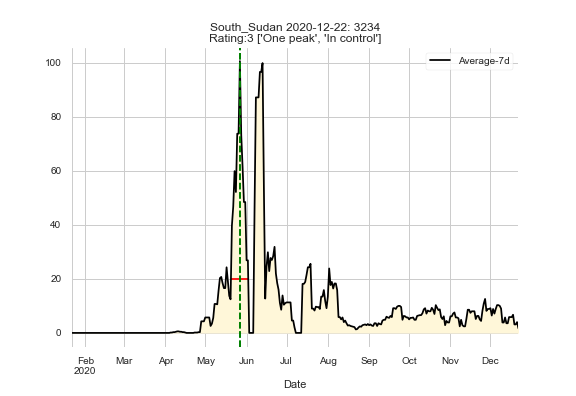 South_Sudan 2020-12-22: 3234
Rating:3 ['One peak', 'In control']
Average-7d
100
80
60
40
20
0
Feb Mar Apr May Jun Jul Aug Sep Oct Nov Dec
2020
Date